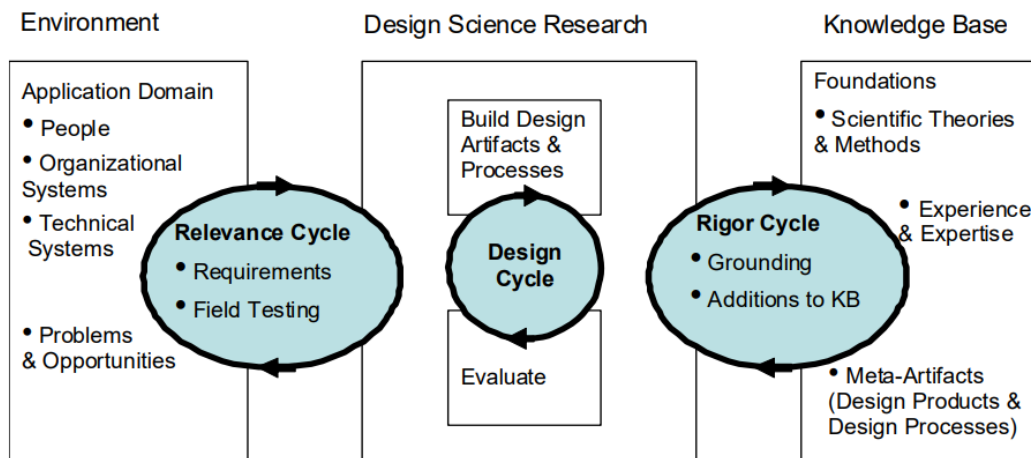 Environment
Design Science Research
Knowledge Base
Application Domain
• People
• Organizational
Systems
• Technical
Systems
• Problems
& Opportunities
Relevance Cycle
• Requirements
• Field Testing
Build Design
Artifacts &
Processes
Design
Cycle
Evaluate
Rigor Cycle
• Grounding
• Additions to KB
Foundations
• Scientific Theories
& Methods
• Experience
& Expertise
• Meta-Artifacts
(Design Products &
Design Processes)